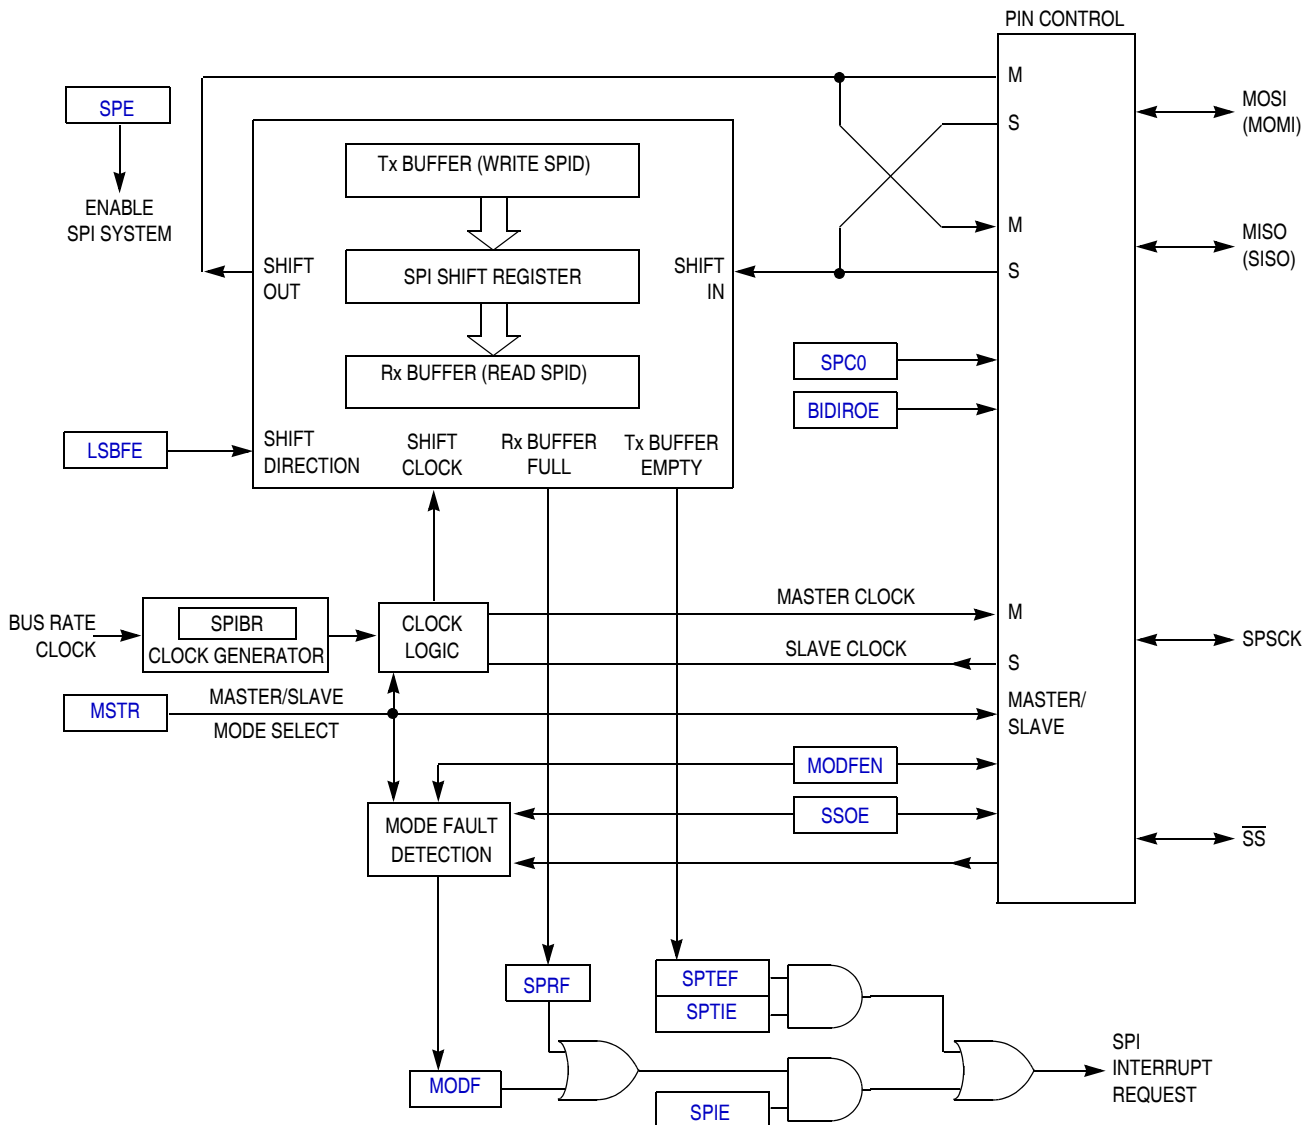 PIN CONTROL
M
S
MOSI
(MOMI)
M
S
MISO
(SISO)
SPE
ENABLE
SPI SYSTEM
Tx BUFFER (WRITE SPID)
SPI SHIFT REGISTER
Rx BUFFER (READ SPID)
SHIFT
OUT
SHIFT
IN
SPC0
BIDIROE
LSBFE
SHIFT
DIRECTION
SHIFT
CLOCK
Rx BUFFER
FULL
Tx BUFFER
EMPTY
BUS RATE
CLOCK
SPIBR
CLOCK GENERATOR
CLOCK
LOGIC
MASTER CLOCK
M
SLAVE CLOCK
S
SPSCK
MSTR
MASTER/SLAVE
MODE SELECT
MASTER/
SLAVE
MODFEN
SSOE
MODE FAULT
DETECTION
SS
SPRF
SPTEF
SPTIE
MODF
SPIE
SPI
INTERRUPT
REQUEST